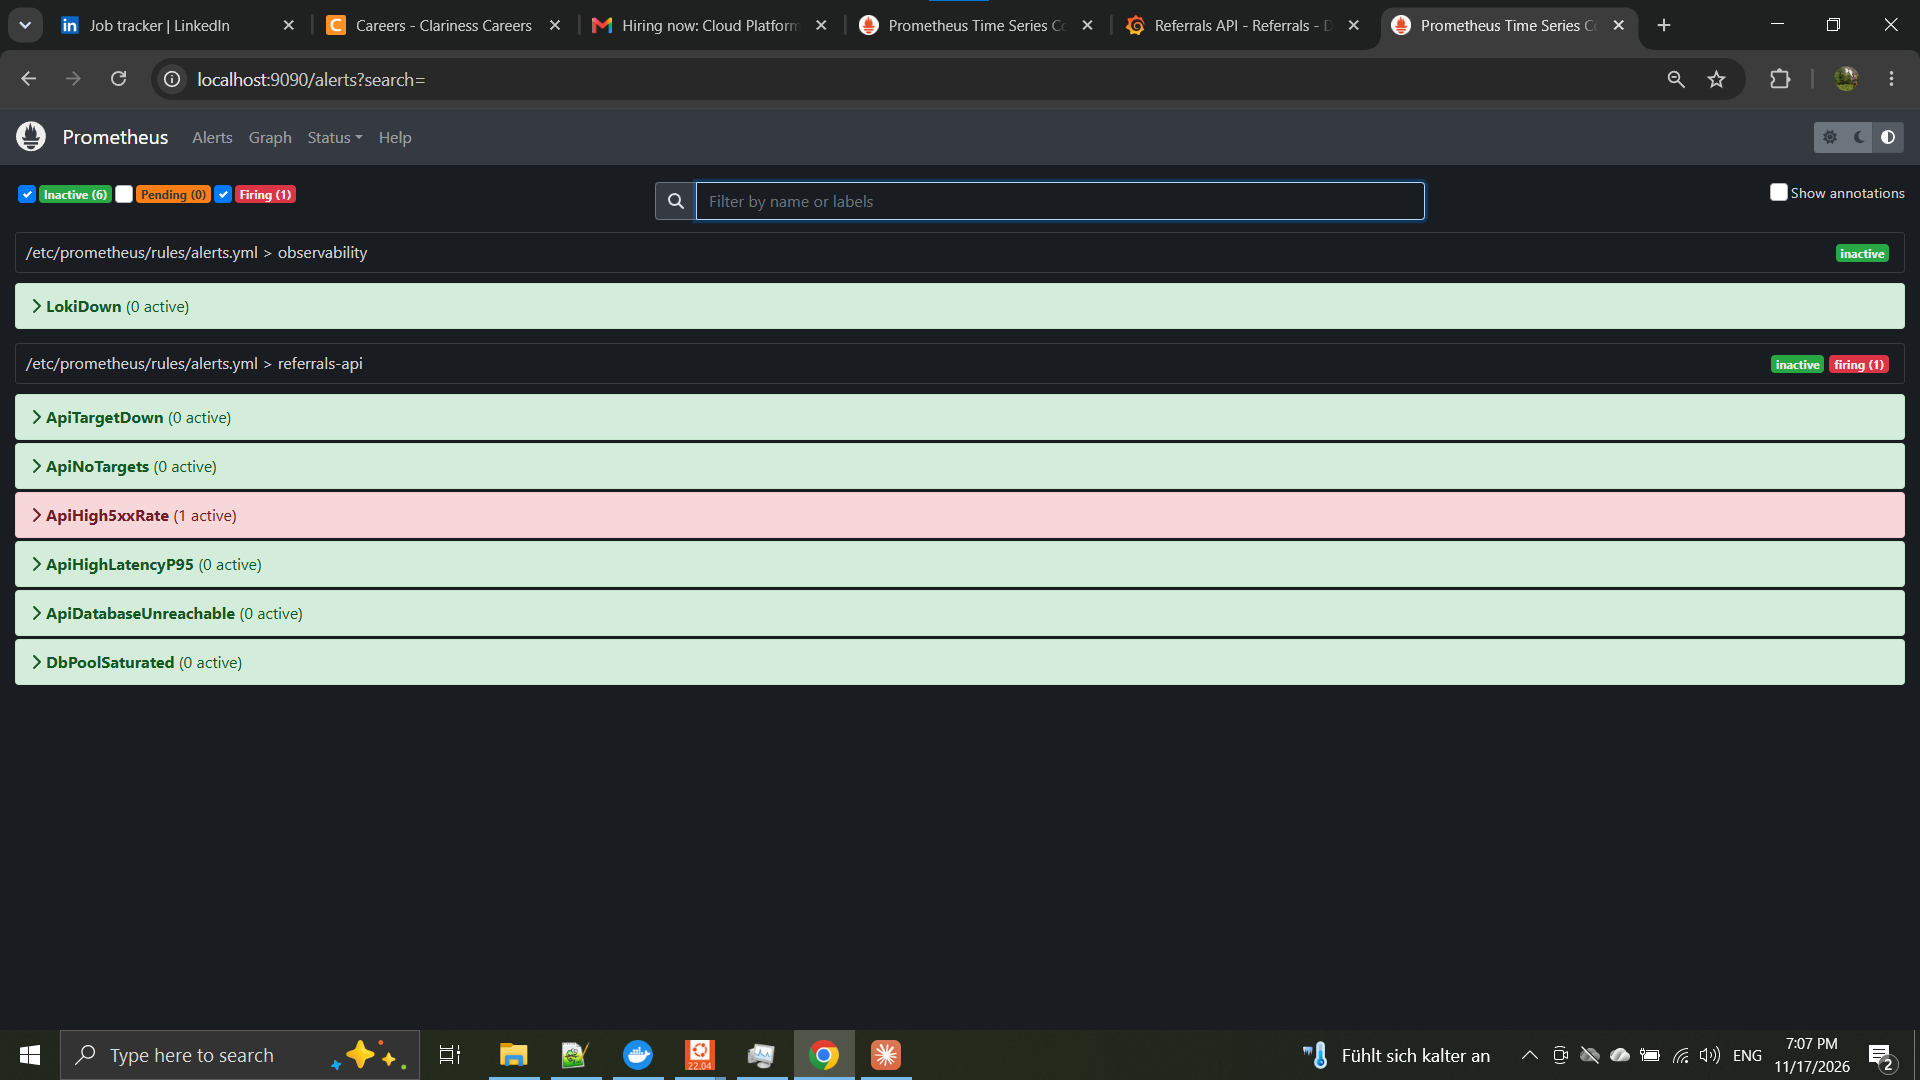 Job tracker | LinkedIn
Careers - Clariness Careers
Hiring now: Cloud Platform
Prometheus Time Series Co
Referrals API - Referrals - D
Prometheus Time Series Co
localhost:9090/alerts?search=
Prometheus Alerts Graph Status Help
Inactive (6) Pending (0) Firing (1)
Filter by name or labels
Show annotations
/etc/prometheus/rules/alerts.yml > observability
inactive
LokiDown (0 active)
/etc/prometheus/rules/alerts.yml > referrals-api
inactive firing (1)
ApiTargetDown (0 active)
ApiNoTargets (0 active)
ApiHigh5xxRate (1 active)
ApiHighLatencyP95 (0 active)
ApiDatabaseUnreachable (0 active)
DbPoolSaturated (0 active)
Type here to search
22.04
Fühlt sich kalter an
ENG
7:07 PM
11/17/2026
2